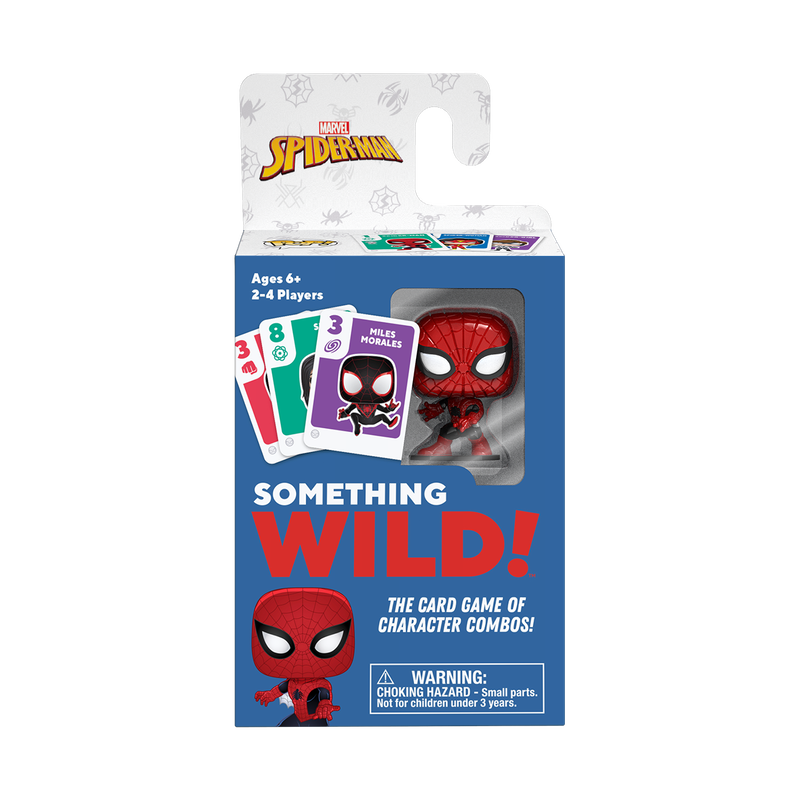 MARVEL
SPIDER-MAN
POP!
Ages 6+
2-4 Players
3
8
3
MILES
MORALES
SOMETHING
WILD!
THE CARD GAME OF
CHARACTER COMBOS!
WARNING:
CHOKING HAZARD - Small parts.
Not for children under 3 years.